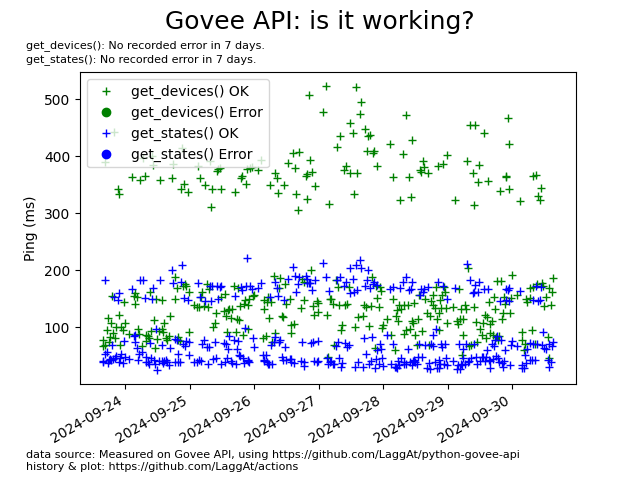 Govee API: is it working?
get_devices(): No recorded error in 7 days.
get_states(): No recorded error in 7 days.
get_devices() OK
get_devices() Error
get_states() OK
get_states() Error
Ping (ms)
500
400
300
200
100
2024-09-24
2024-09-25
2024-09-26
2024-09-27
2024-09-28
2024-09-29
2024-09-30
data source: Measured on Govee API, using https://github.com/LaggAt/python-govee-api
history & plot: https://github.com/LaggAt/actions